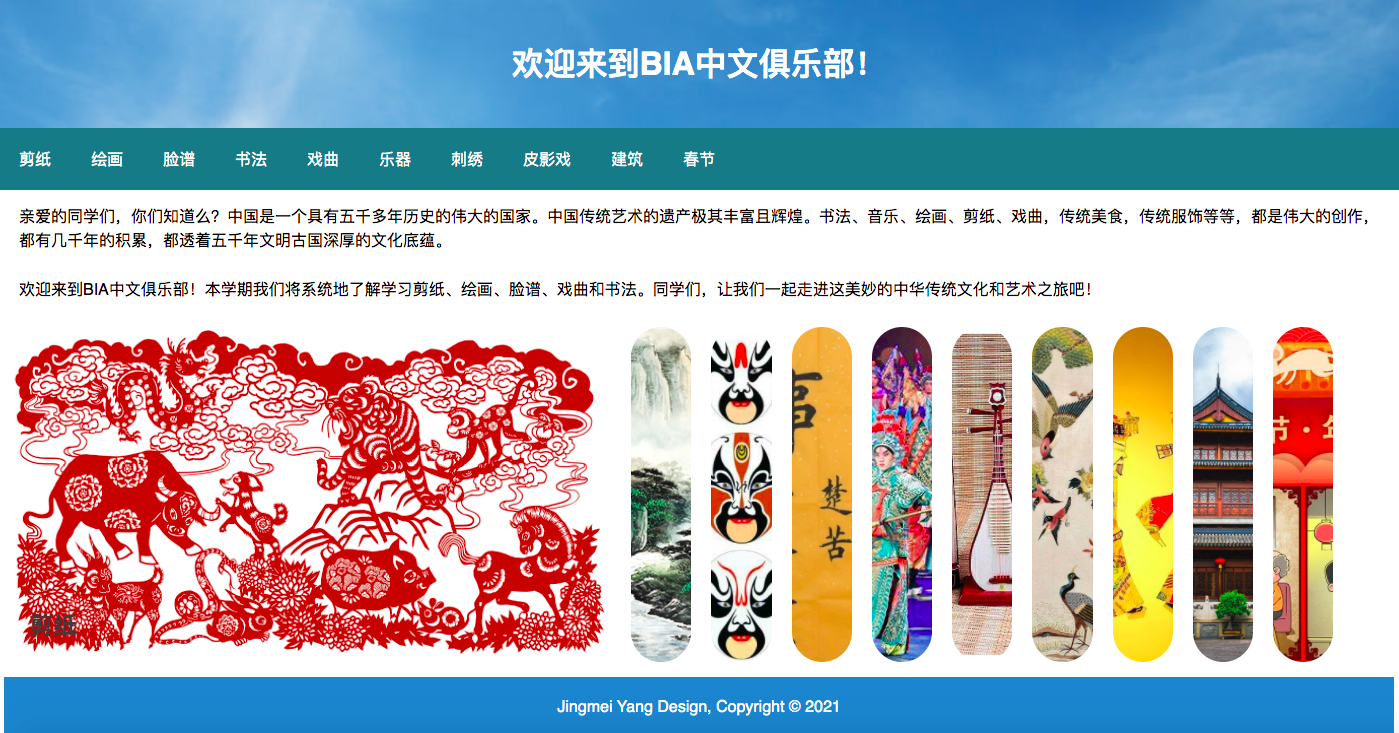 欢迎来到BIA中文俱乐部！
剪纸 绘画 脸谱 书法 戏曲 乐器 刺绣 皮影戏 建筑 春节
亲爱的同学们，你们知道么？中国是一个具有五千多年历史的伟大的国家。中国传统艺术的遗产极其丰富且辉煌。书法、音乐、绘画、剪纸、戏曲，传统美食，传统服饰等等，都是伟大的创作，
都有几千年的积累，都透着五千年文明古国深厚的文化底蕴。
欢迎来到BIA中文俱乐部！本学期我们将系统地了解学习剪纸、绘画、脸谱、戏曲和书法。同学们，让我们一起走进这美妙的中华传统文化和艺术之旅吧！
节·年
楚
苦
剪纸
Jingmei Yang Design, Copyright © 2021